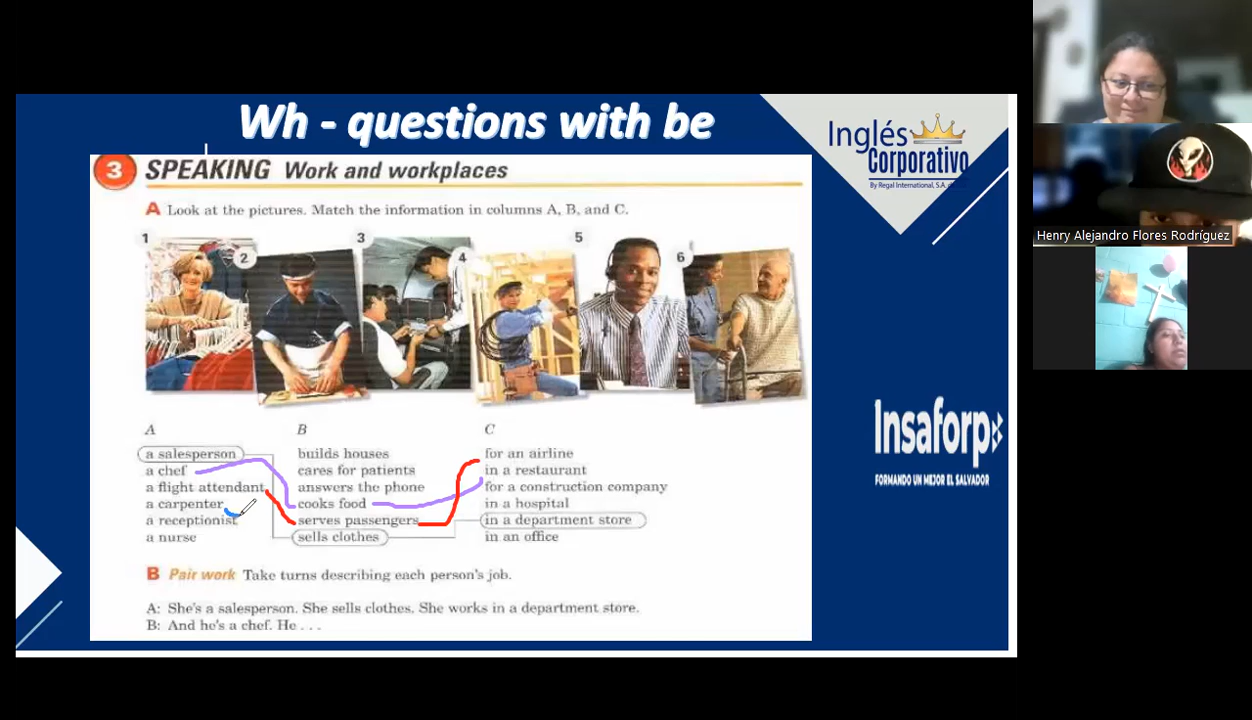 Wh - questions with be
Inglés
Corporativo
By Regal International, S.A.
3 SPEAKING Work and workplaces
A Look at the pictures. Match the information in columns A, B, and C.
1
2
3
4
5
6
A B C
a salesperson builds houses for an airline
a chef cares for patients in a restaurant
a flight attendant answers the phone for a construction company
a carpenter cooks food in a hospital
a receptionist serves passengers in a department store
a nurse sells clothes in an office
B Pair work Take turns describing each person's job.
A: She's a salesperson. She sells clothes. She works in a department store.
B: And he's a chef. He . . .
Insaforp
FORMANDO UN MEJOR EL SALVADOR
Henry Alejandro Flores Rodríguez